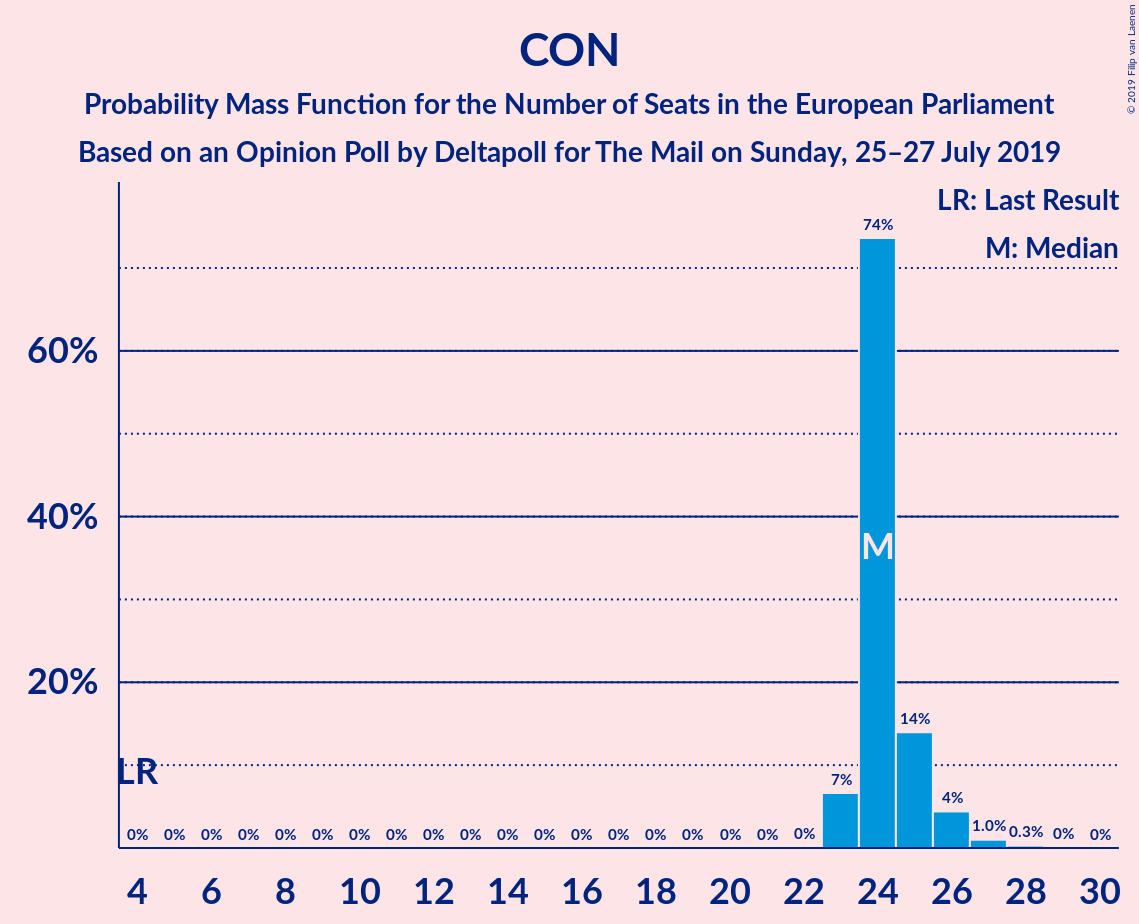 CON
Probability Mass Function for the Number of Seats in the European Parliament
Based on an Opinion Poll by Deltapoll for The Mail on Sunday, 25–27 July 2019
© 2019 Filip van Laenen
LR: Last Result
M: Median
74%
60%
40%
M
20%
14%
LR
7%
4%
1.0%
0.3%
0% 0% 0% 0% 0% 0% 0% 0% 0% 0% 0% 0% 0% 0% 0% 0% 0% 0% 0% 0% 0%
4 6 8 10 12 14 16 18 20 22 24 26 28 30